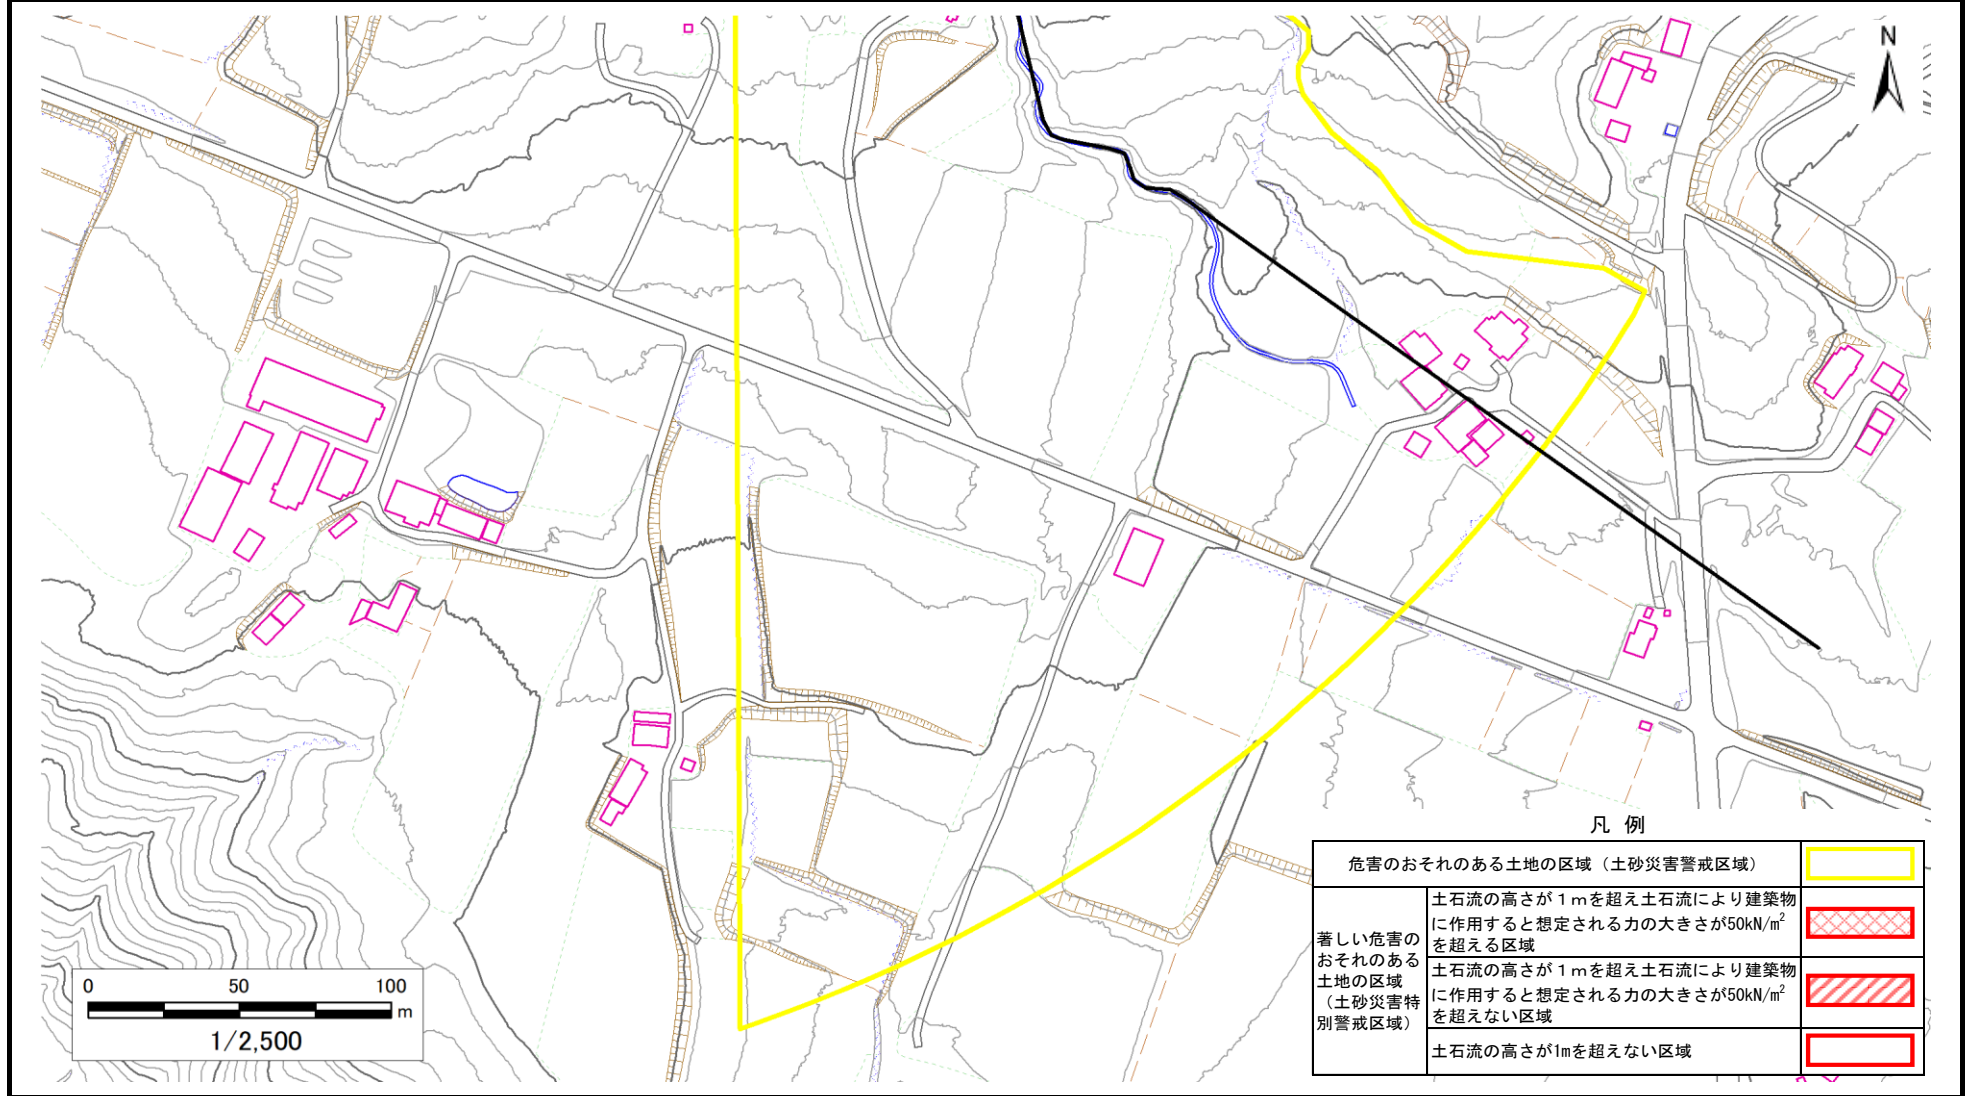 N
凡 例
危害のおそれのある土地の区域（土砂災害警戒区域）
著しい危害の
おそれのある
土地の区域
（土砂災害特
別警戒区域）
土石流の高さが１ｍを超え土石流により建築物
に作用すると想定される力の大きさが50kN/m²
を超える区域
土石流の高さが１ｍを超え土石流により建築物
に作用すると想定される力の大きさが50kN/m²
を超えない区域
土石流の高さが1mを超えない区域
0 50 100
m
1/2,500